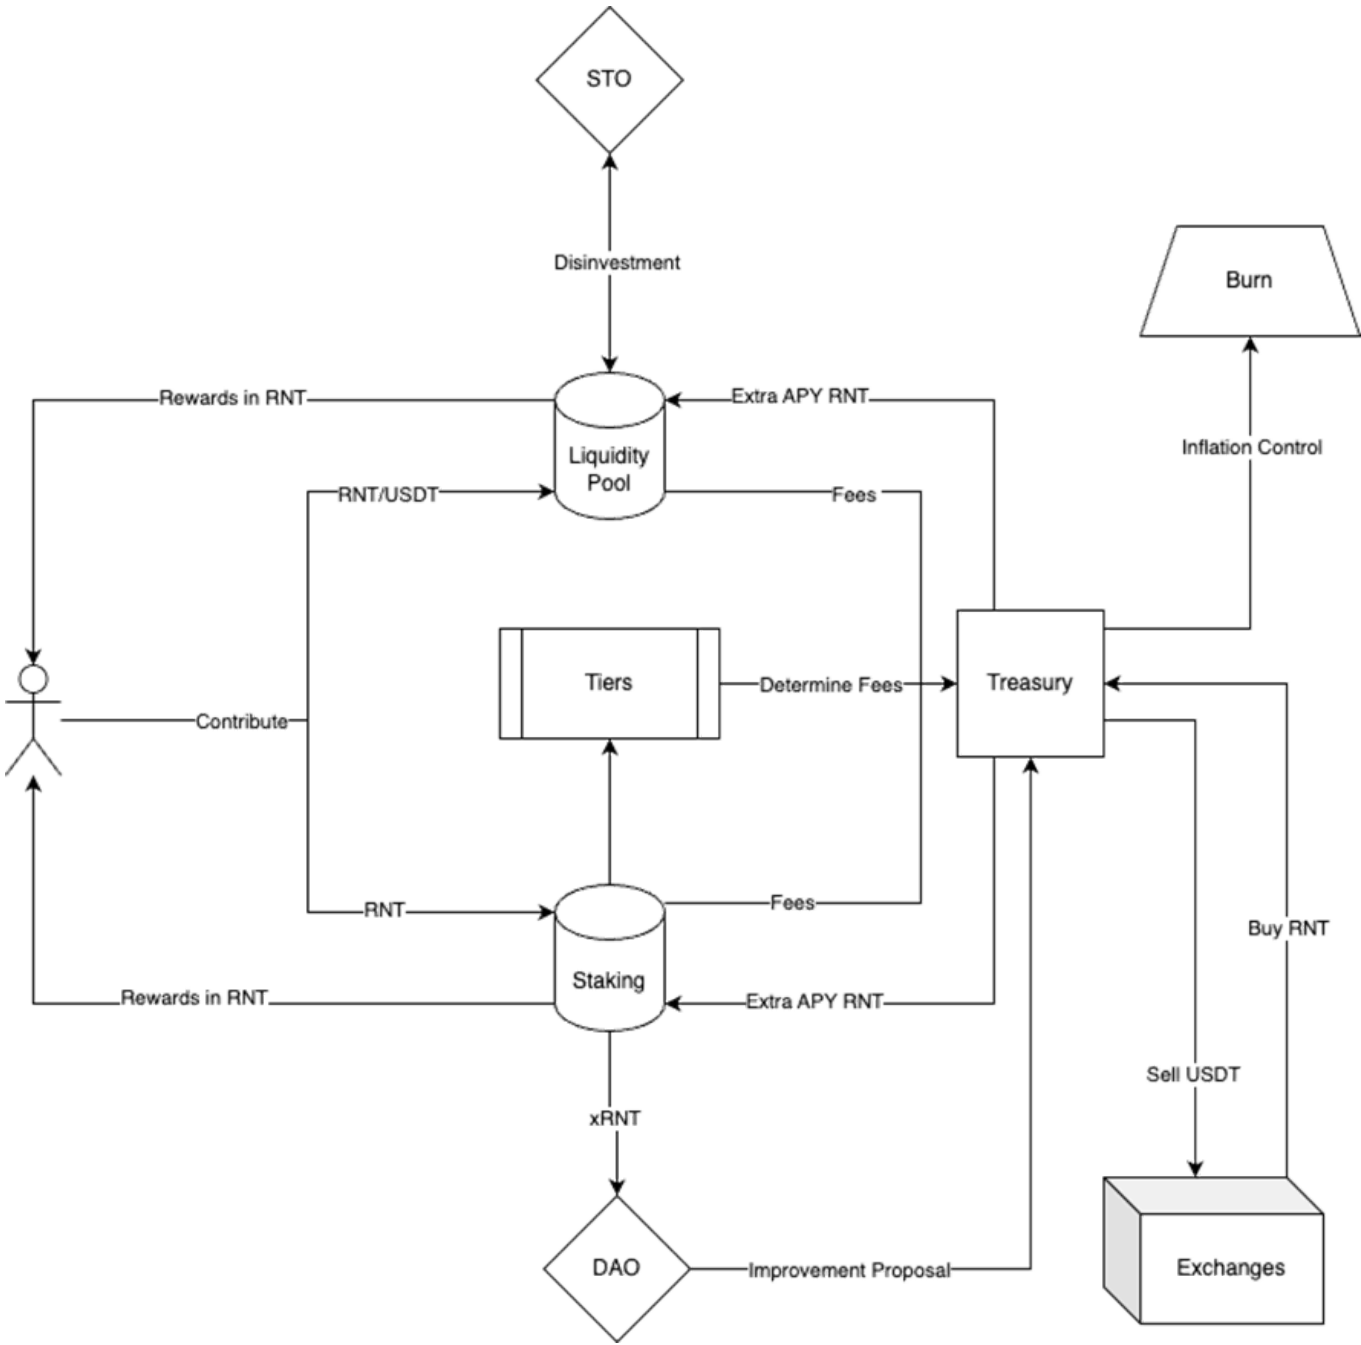 STO
Disinvestment
Burn
Rewards in RNT
Extra APY RNT
Inflation Control
Liquidity
Pool
RNT/USDT
Fees
Tiers
Determine Fees
Treasury
Contribute
RNT
Fees
Buy RNT
Staking
Rewards in RNT
Extra APY RNT
Sell USDT
xRNT
DAO
Improvement Proposal
Exchanges